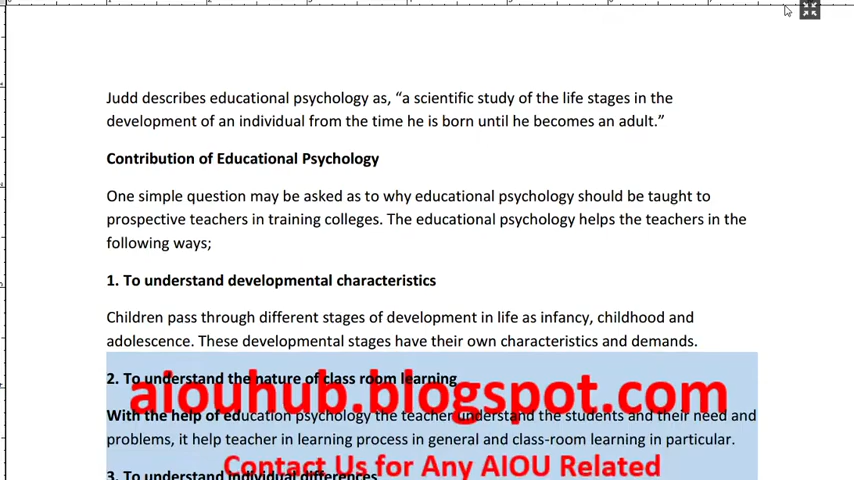 Judd describes educational psychology as, “a scientific study of the life stages in the
development of an individual from the time he is born until he becomes an adult.”
Contribution of Educational Psychology
One simple question may be asked as to why educational psychology should be taught to
prospective teachers in training colleges. The educational psychology helps the teachers in the
following ways;
1. To understand developmental characteristics
Children pass through different stages of development in life as infancy, childhood and
adolescence. These developmental stages have their own characteristics and demands.
2. To understand the nature of class room learning
aiouhub.blogspot.com
With the help of education psychology the teacher understand the students and their need and
problems, it help teacher in learning process in general and class-room learning in particular.
Contact Us for Any AIOU Related
3. To understand individual differences